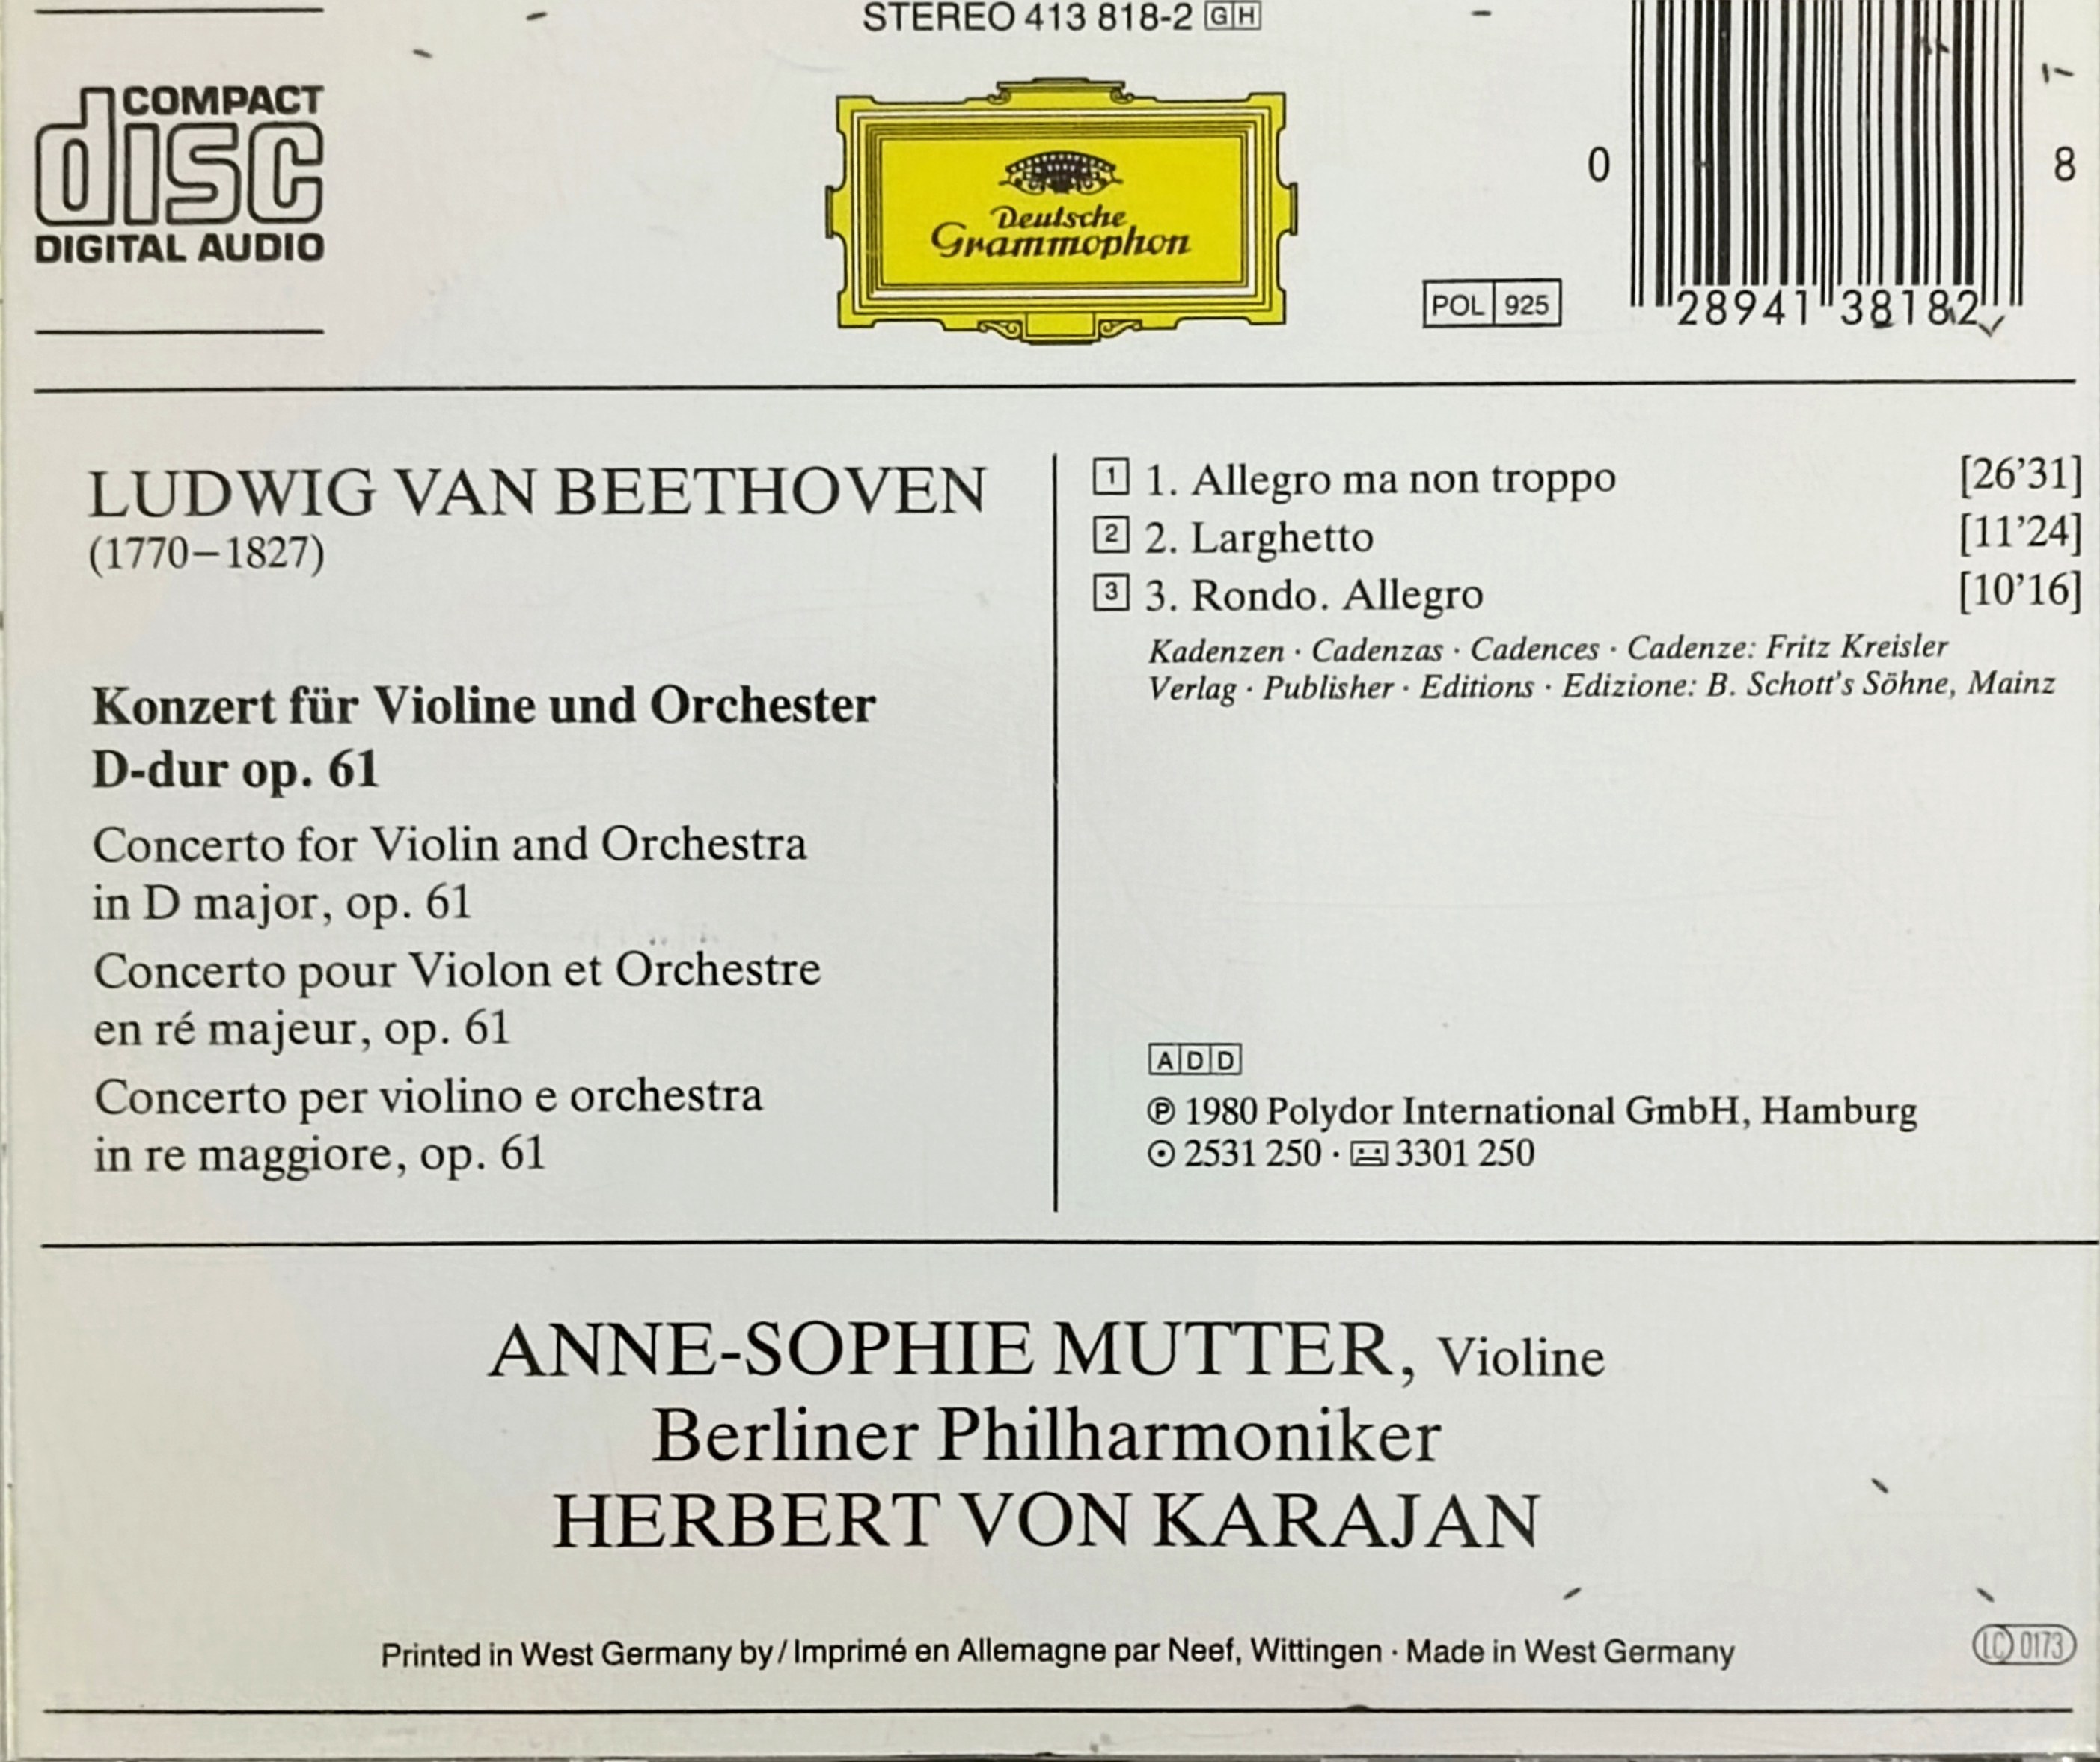 STEREO 413 818-2 GH
COMPACT
disc
DIGITAL AUDIO
Deutsche
Grammophon
POL 925
0 28941 38182 8
LUDWIG VAN BEETHOVEN
(1770–1827)
Konzert für Violine und Orchester
D-dur op. 61
Concerto for Violin and Orchestra
in D major, op. 61
Concerto pour Violon et Orchestre
en ré majeur, op. 61
Concerto per violino e orchestra
in re maggiore, op. 61
1 1. Allegro ma non troppo [26’31]
2 2. Larghetto [11’24]
3 3. Rondo. Allegro [10’16]
Kadenzen · Cadenzas · Cadences · Cadenze: Fritz Kreisler
Verlag · Publisher · Editions · Edizione: B. Schott's Söhne, Mainz
ADD
℗ 1980 Polydor International GmbH, Hamburg
2531 250 · 3301 250
ANNE-SOPHIE MUTTER, Violine
Berliner Philharmoniker
HERBERT VON KARAJAN
Printed in West Germany by / Imprimé en Allemagne par Neef, Wittingen · Made in West Germany
LC 0173